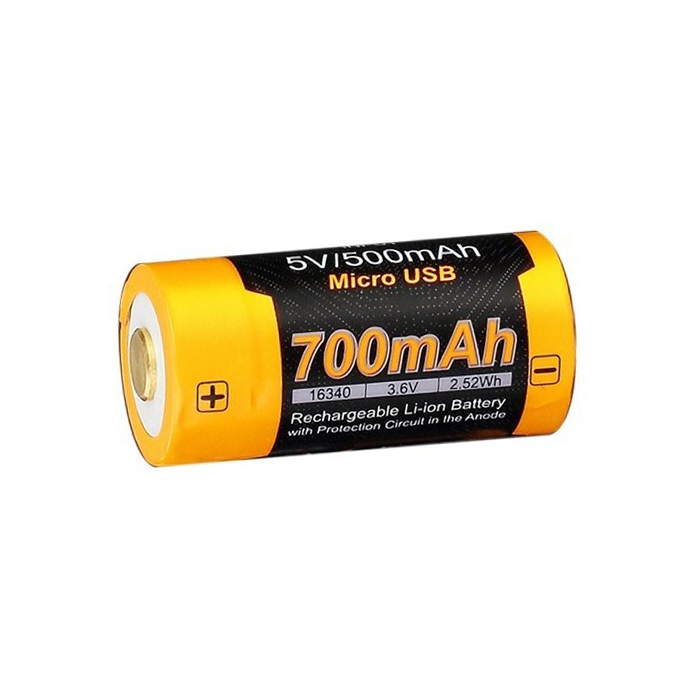 5V/500mAh
Micro USB
700mAh
16340 3.6V 2.52Wh
Rechargeable Li-ion Battery
with Protection Circuit in the Anode
+
-